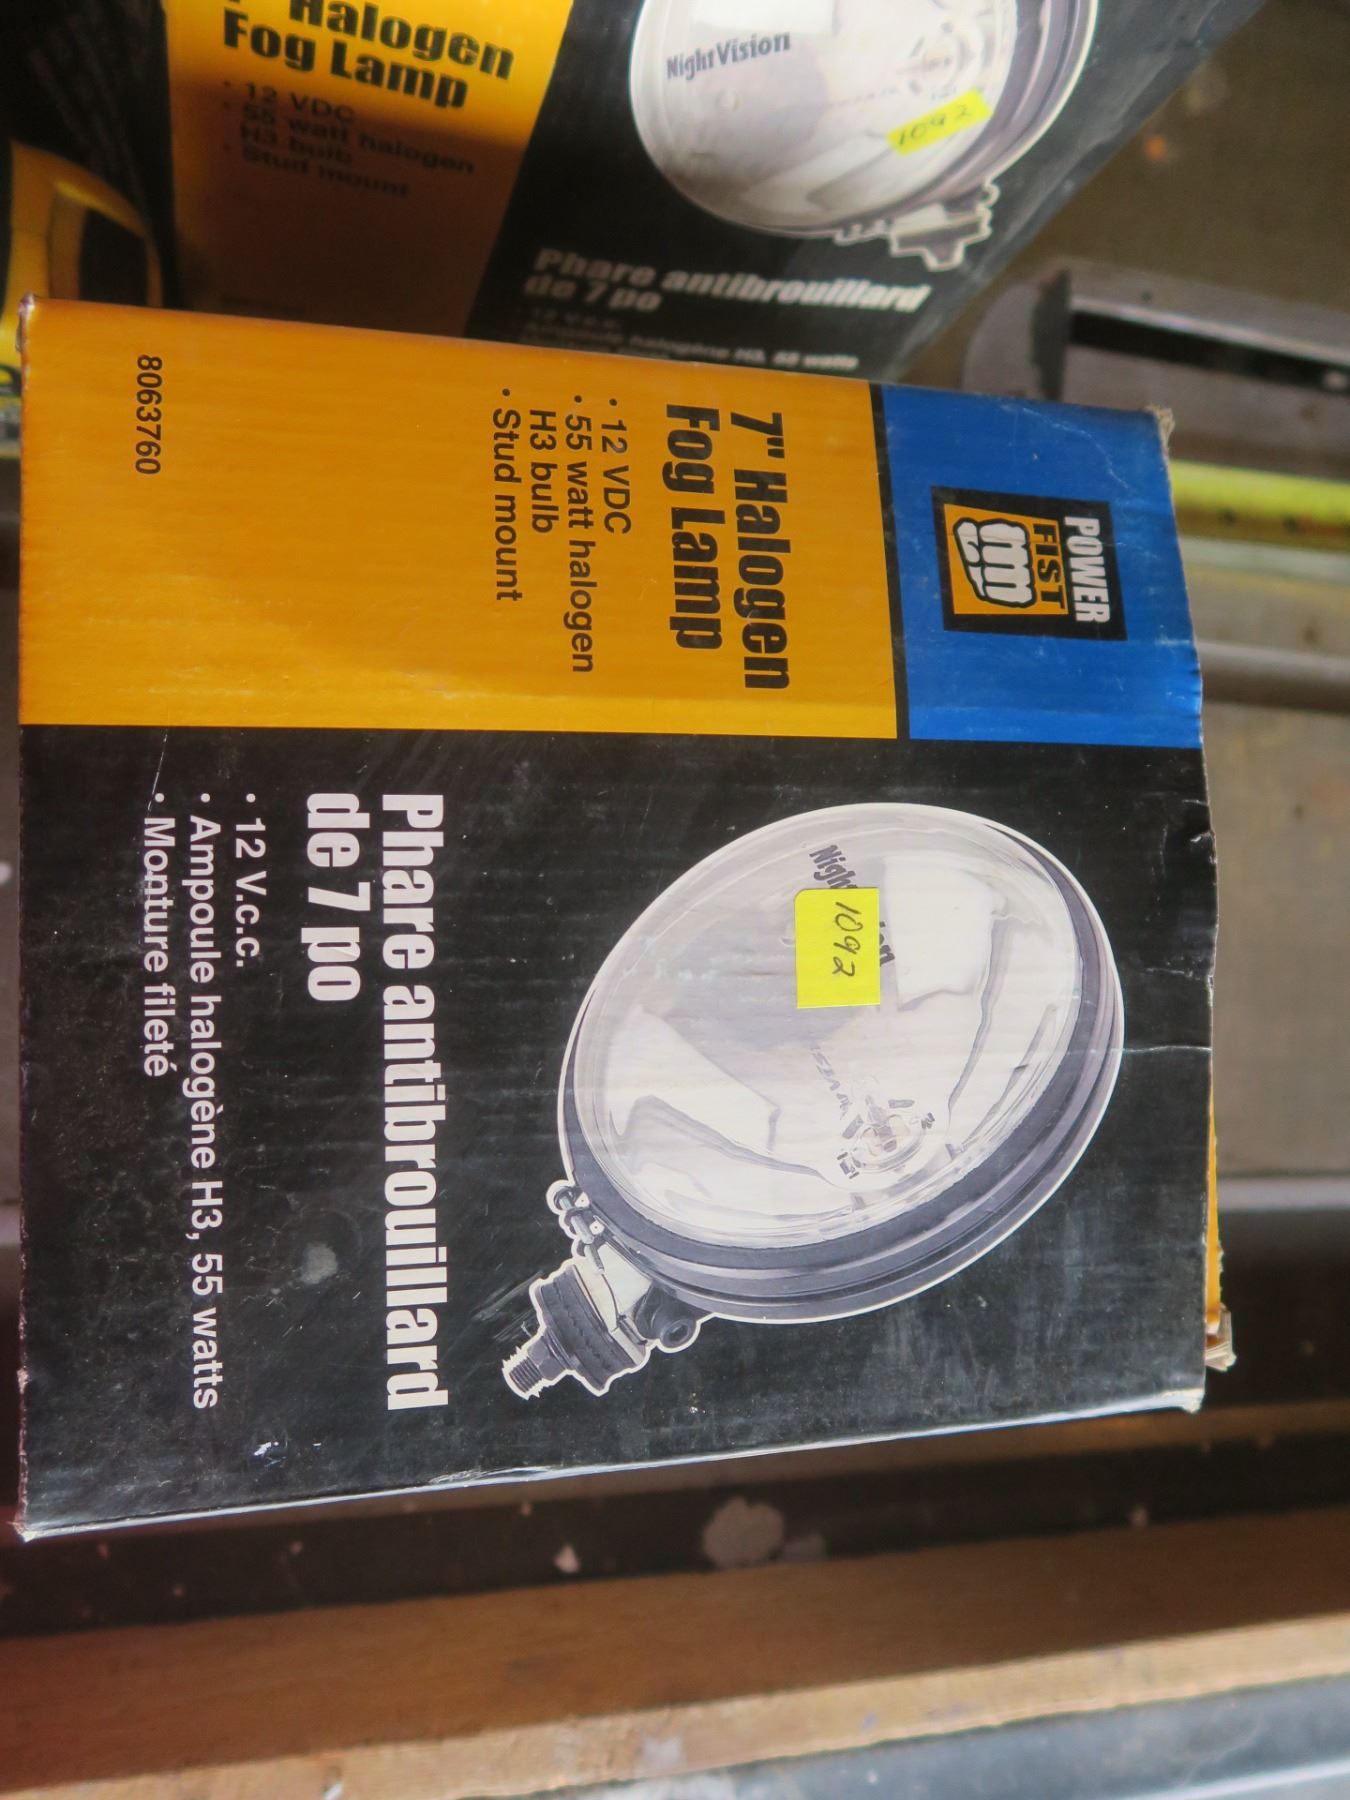 Halogen
Fog Lamp
· 12 VDC
· 55 watt halogen
H3 bulb
· Stud mount
NightVision
1092
Phare antibrouillard
de 7 po
POWER
FIST
7" Halogen
Fog Lamp
· 12 VDC
· 55 watt halogen
H3 bulb
· Stud mount
8063760
1092
Phare antibrouillard
de 7 po
· 12 V.c.c.
· Ampoule halogène H3, 55 watts
· Monture fileté